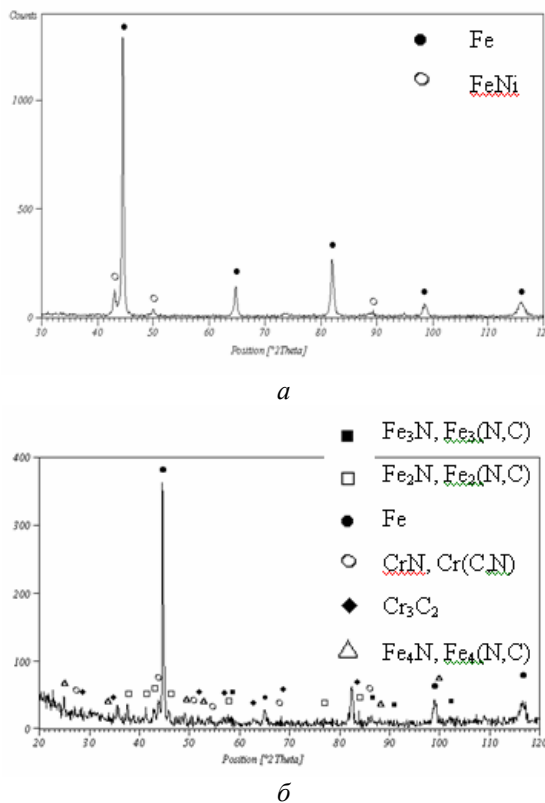 Counts
● Fe
○ FeNi
1000
500
0
30 40 50 60 70 80 90 100 110 120
Position [°2Theta]
а
400
■ Fe₃N, Fe₃(N,C)
□ Fe₂N, Fe₂(N,C)
● Fe
○ CrN, Cr(C,N)
◆ Cr₃C₂
△ Fe₄N, Fe₄(N,C)
300
200
100
0
20 30 40 50 60 70 80 90 100 110 120
Position [°2Theta]
б